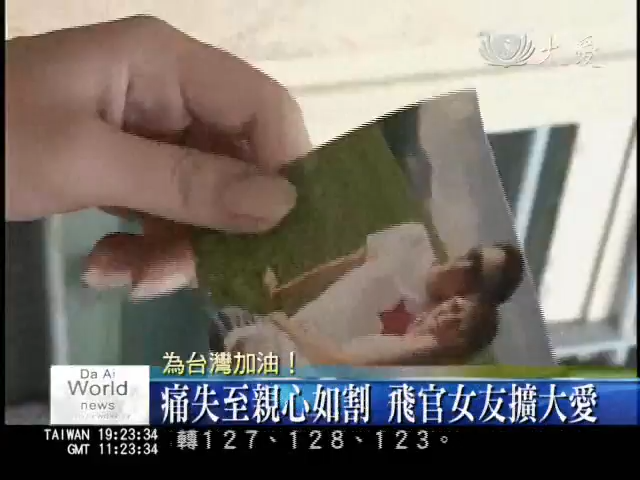 大愛
為台灣加油！
痛失至親心如割 飛官女友擴大愛
Da Ai
World
news
TAIWAN 19:23:34
GMT 11:23:34
轉127、128、123。